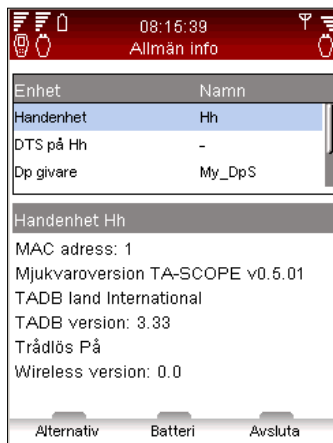 08:15:39
Allmän info
Enhet Namn
Handenhet Hh
DTS på Hh -
Dp givare My_DpS
Handenhet Hh
MAC adress: 1
Mjukvaroversion TA-SCOPE v0.5.01
TADB land International
TADB version: 3.33
Trådlös På
Wireless version: 0.0
Alternativ Batteri Avsluta